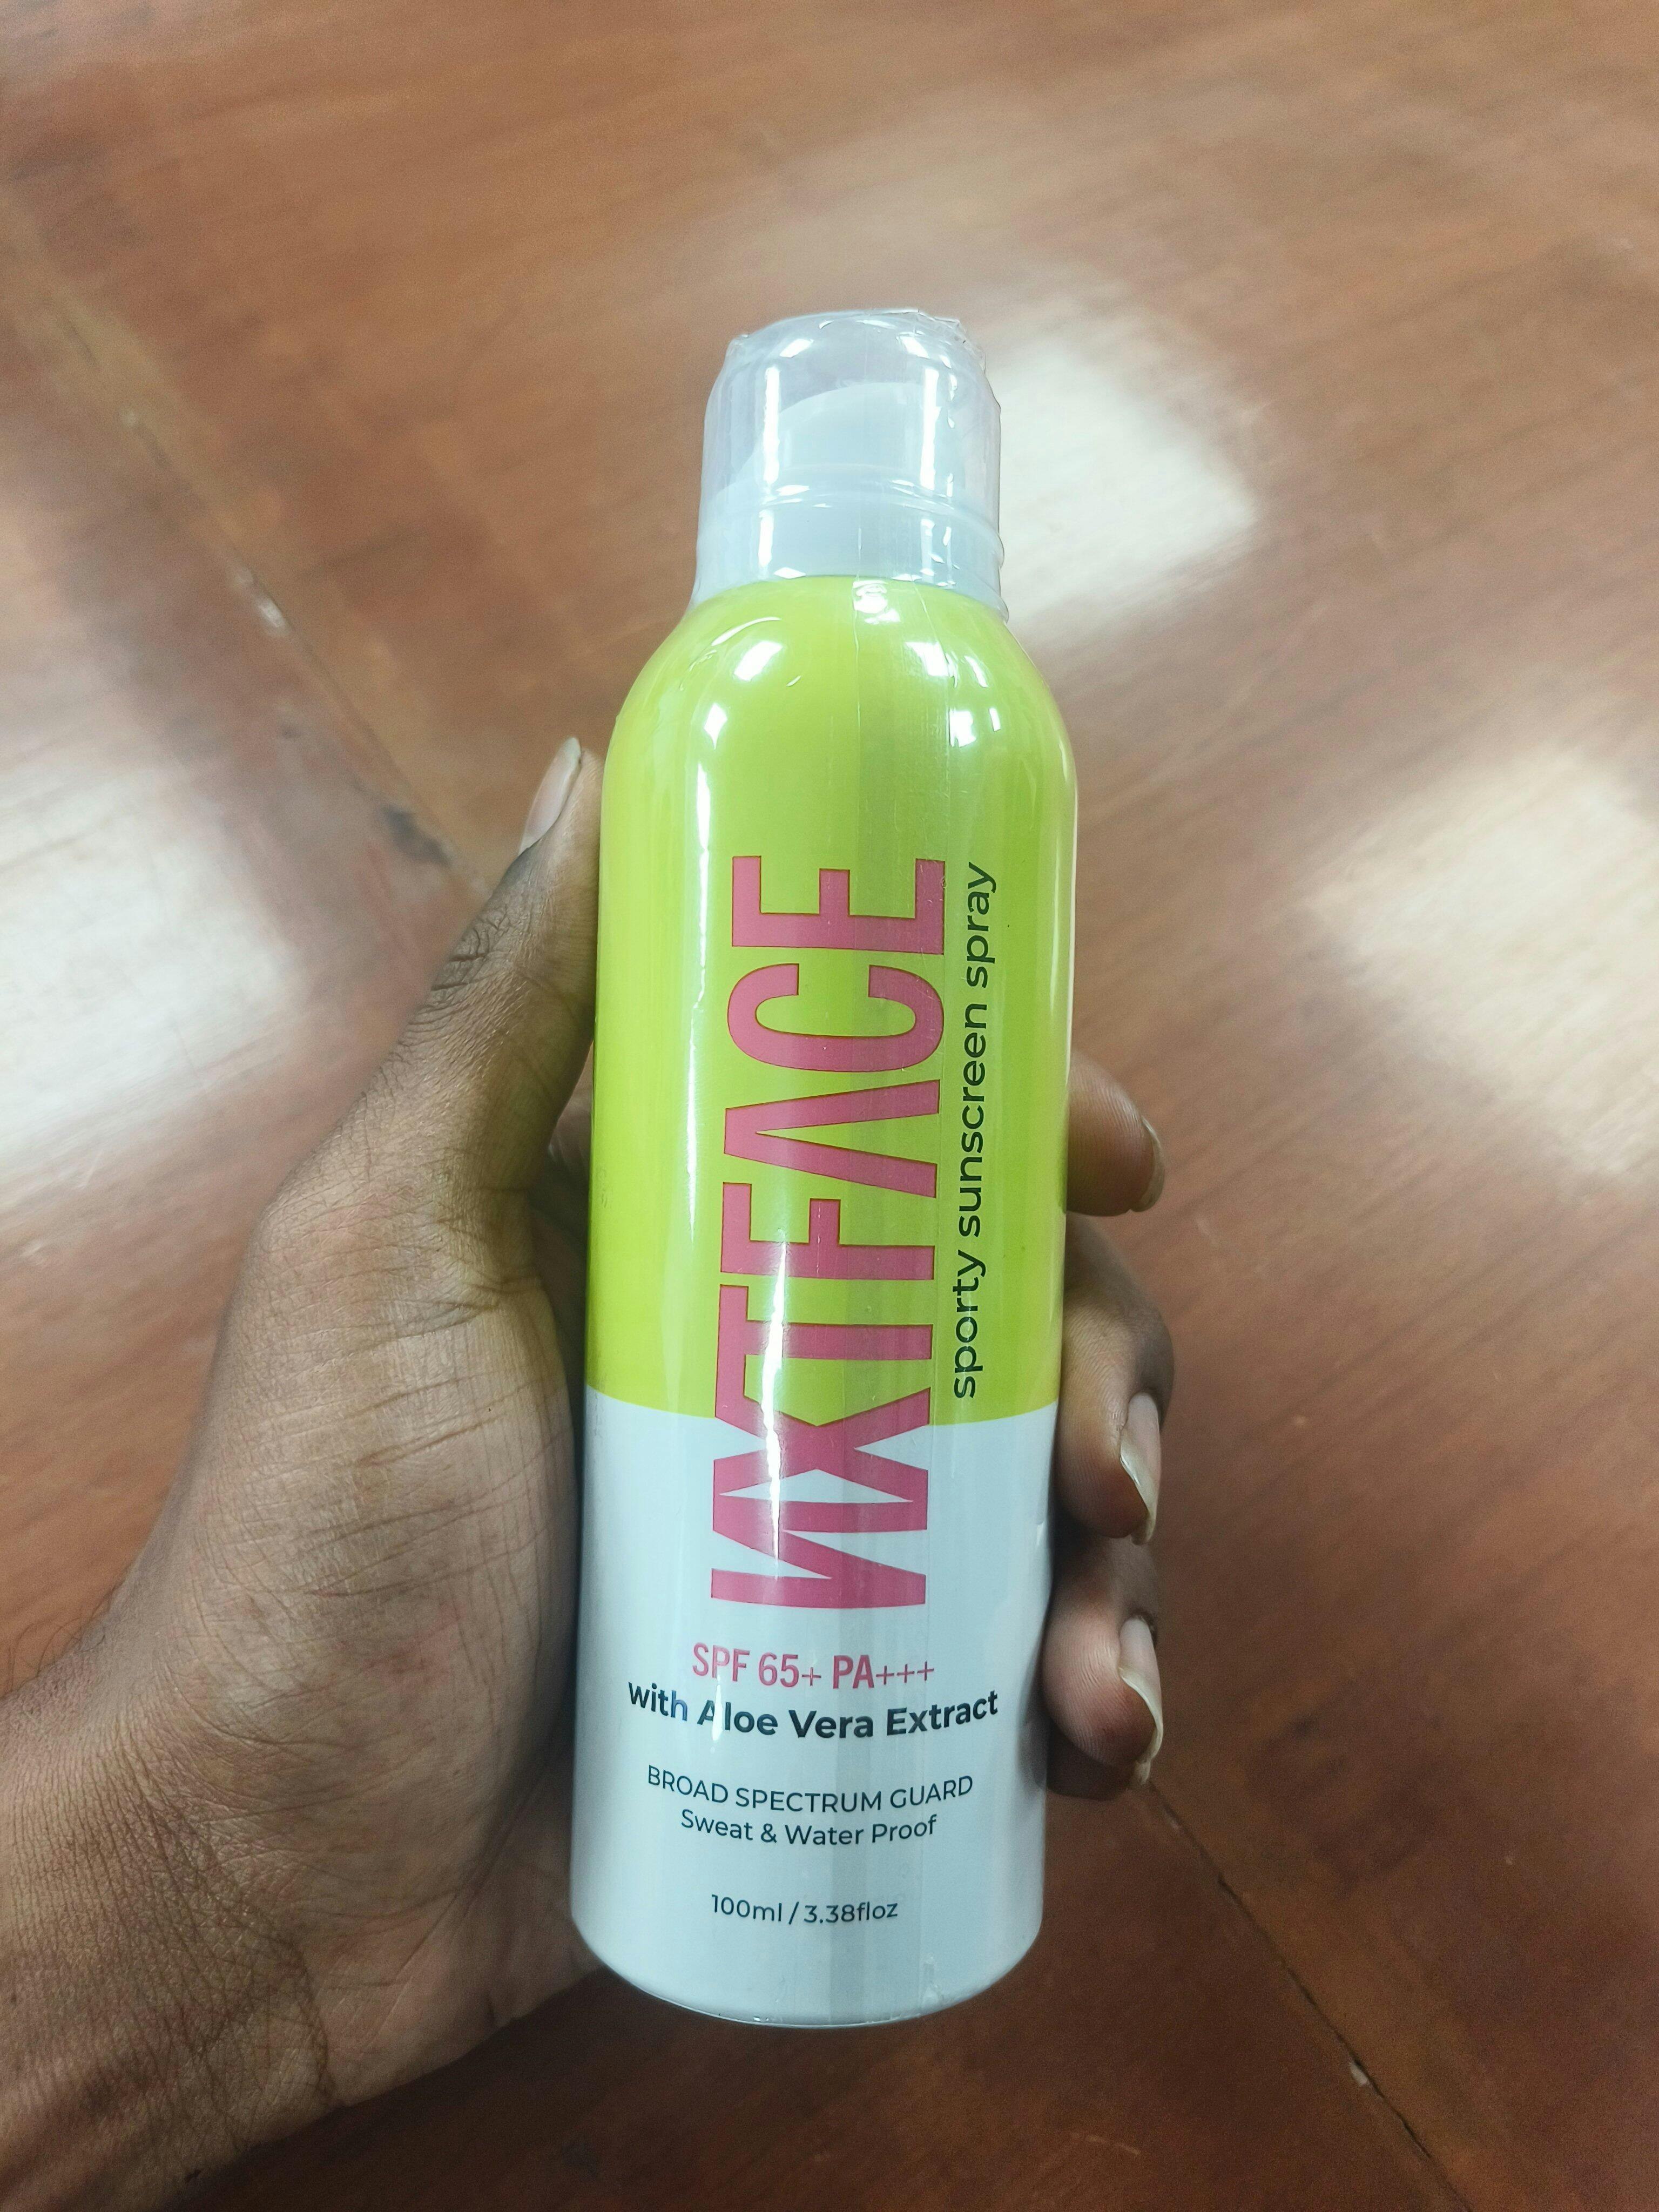 NXTFACE
sporty sunscreen spray
SPF 65+ PA+++
with Aloe Vera Extract
BROAD SPECTRUM GUARD
Sweat & Water Proof
100ml / 3.38floz